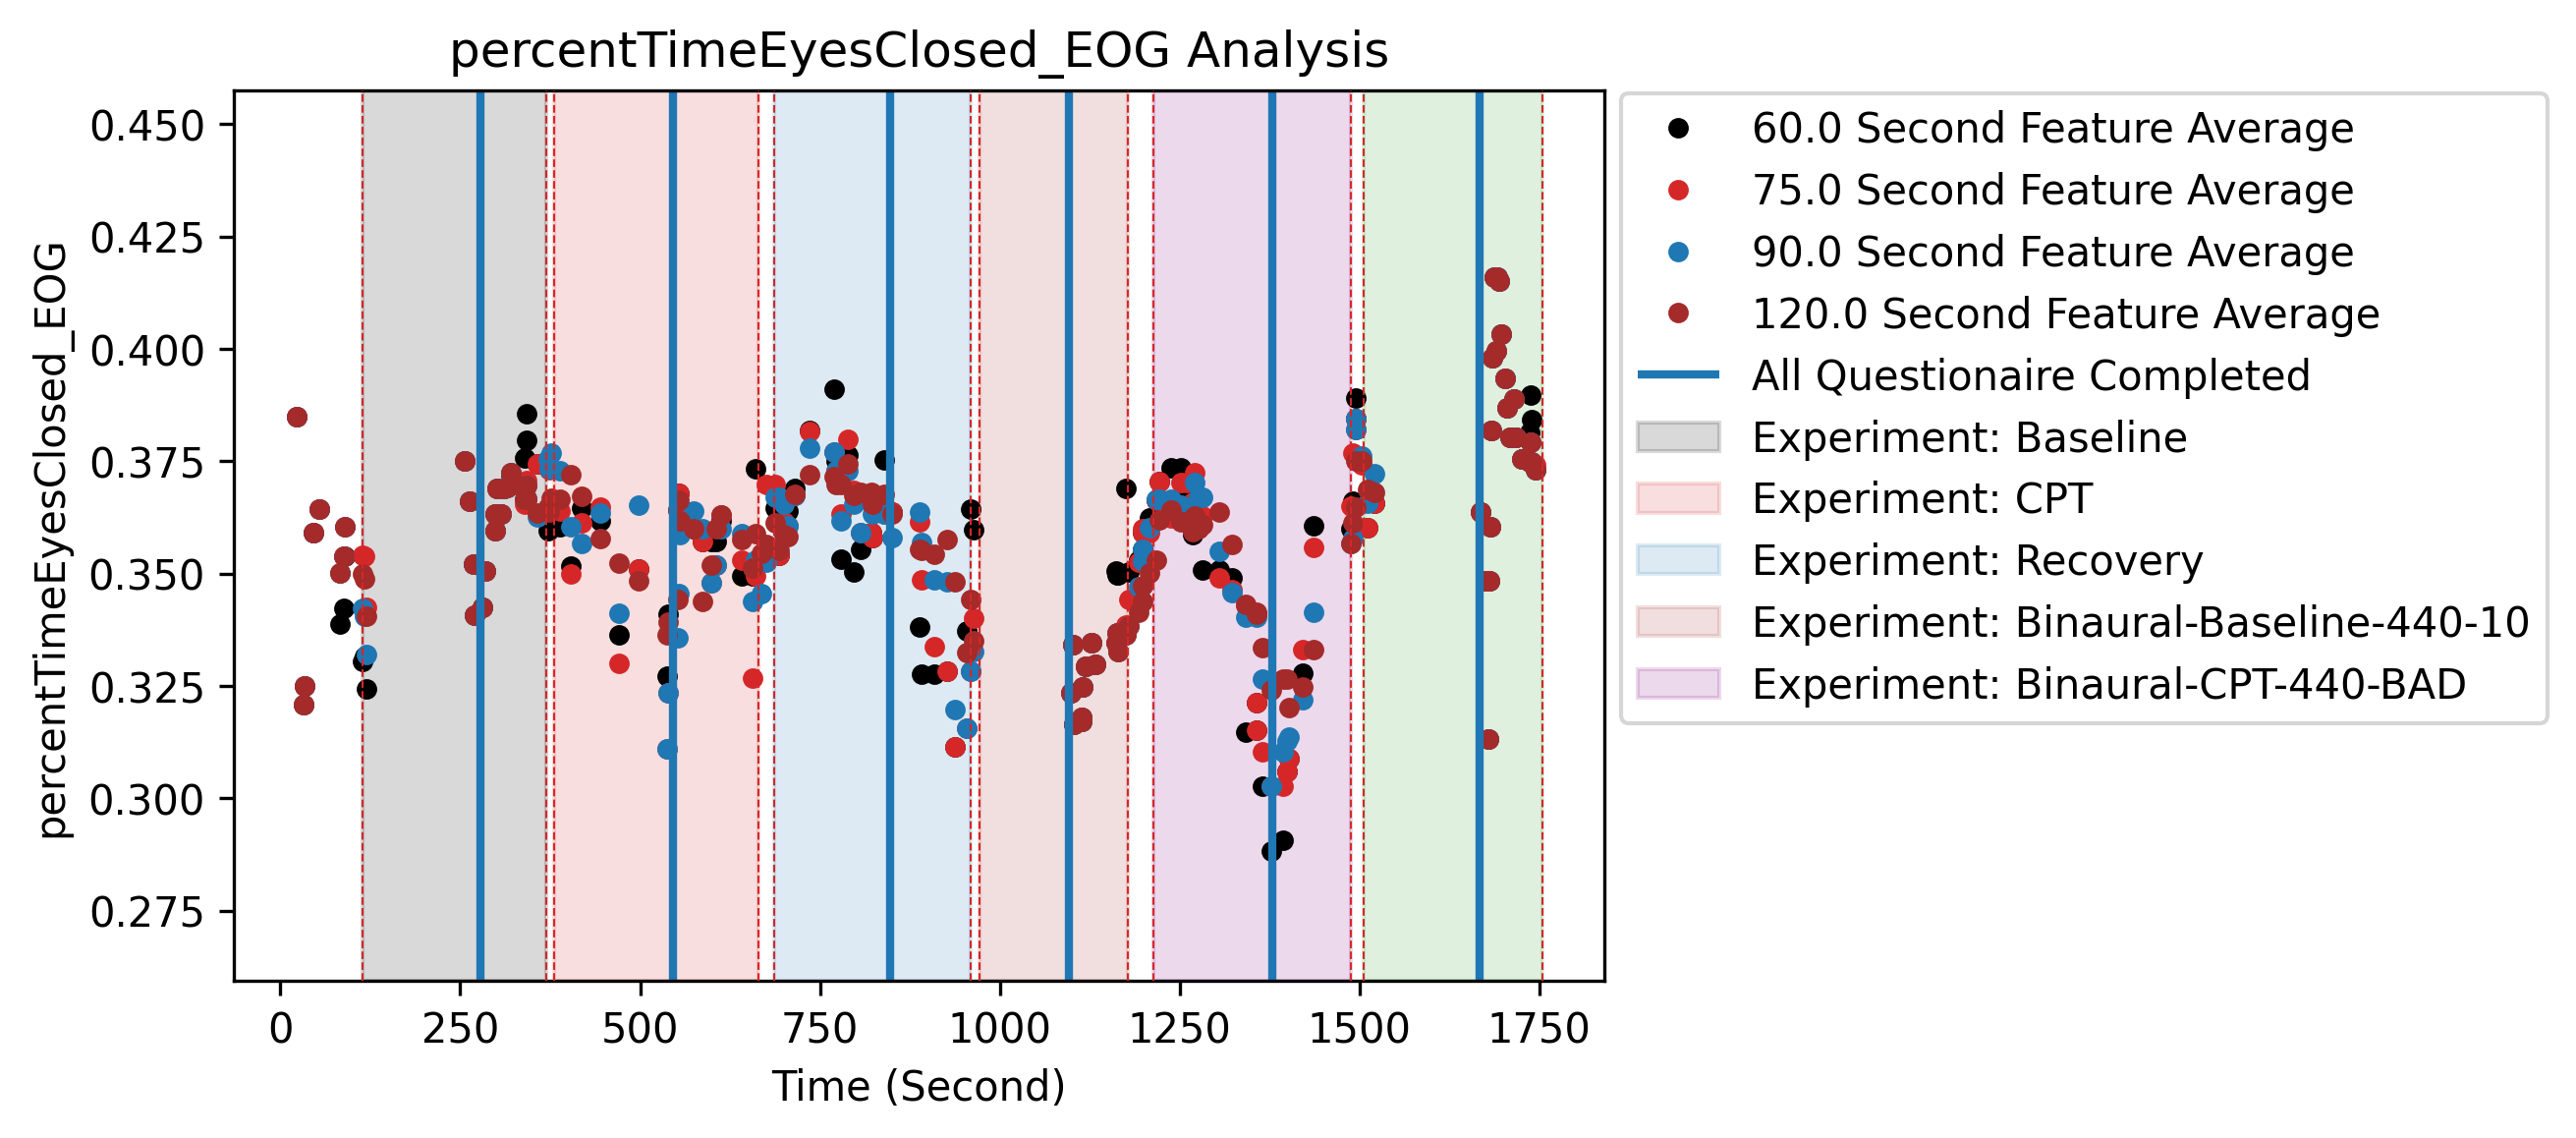 percentTimeEyesClosed_EOG Analysis
percentTimeEyesClosed_EOG
0.450
0.425
0.400
0.375
0.350
0.325
0.300
0.275
0 250 500 750 1000 1250 1500 1750
Time (Second)
60.0 Second Feature Average
75.0 Second Feature Average
90.0 Second Feature Average
120.0 Second Feature Average
All Questionaire Completed
Experiment: Baseline
Experiment: CPT
Experiment: Recovery
Experiment: Binaural-Baseline-440-10
Experiment: Binaural-CPT-440-BAD